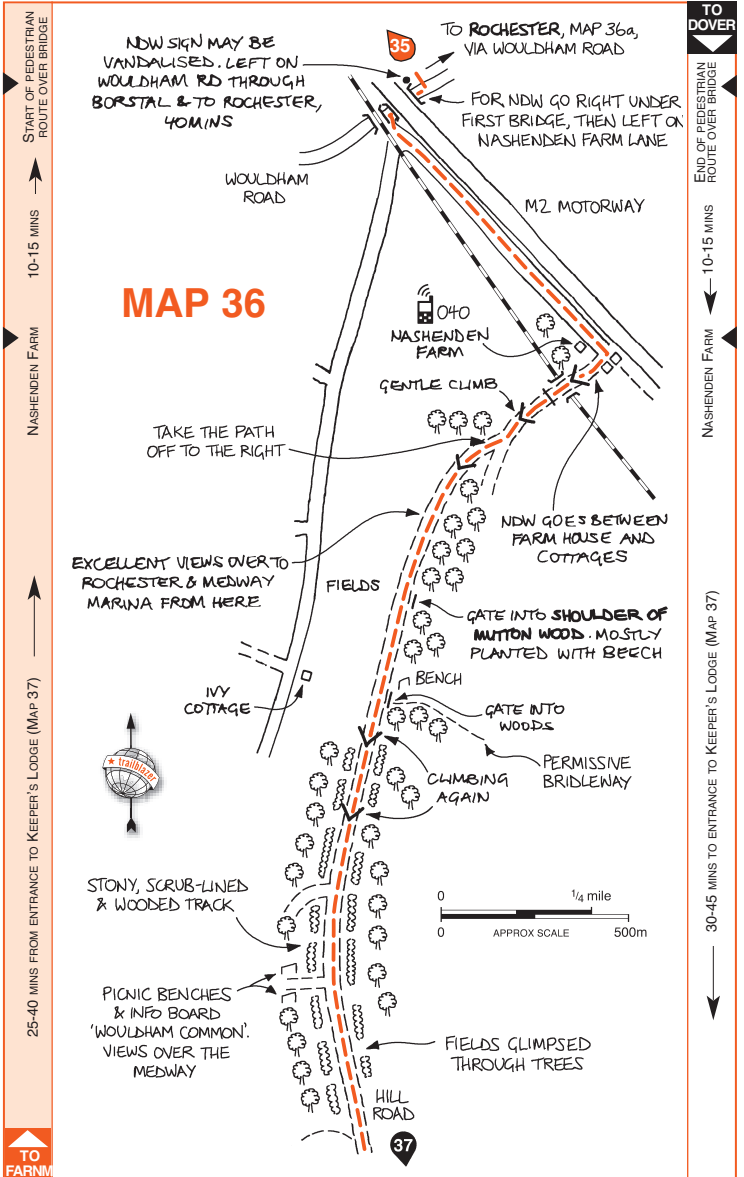 TO
DOVER
START OF PEDESTRIAN
ROUTE OVER BRIDGE
10-15 MINS
NASHENDEN FARM
25-40 MINS FROM ENTRANCE TO KEEPER'S LODGE (MAP 37)
TO
FARNM
NDW SIGN MAY BE
VANDALISED. LEFT ON
WOULDHAM RD THROUGH
BORSTAL & TO ROCHESTER,
40MINS
35
TO ROCHESTER, MAP 36a,
VIA WOULDHAM ROAD
FOR NDW GO RIGHT UNDER
FIRST BRIDGE, THEN LEFT ON
NASHENDEN FARM LANE
WOULDHAM
ROAD
M2 MOTORWAY
MAP 36
040
NASHENDEN
FARM
GENTLE CLIMB
TAKE THE PATH
OFF TO THE RIGHT
NDW GOES BETWEEN
FARM HOUSE AND
COTTAGES
EXCELLENT VIEWS OVER TO
ROCHESTER & MEDWAY
MARINA FROM HERE
FIELDS
GATE INTO SHOULDER OF
MUTTON WOOD. MOSTLY
PLANTED WITH BEECH
BENCH
IVY
COTTAGE
GATE INTO
WOODS
PERMISSIVE
BRIDLEWAY
trailblazer
CLIMBING
AGAIN
STONY, SCRUB-LINED
& WOODED TRACK
0
1/4 mile
0
APPROX SCALE
500m
PICNIC BENCHES
& INFO BOARD
'WOULDHAM COMMON'.
VIEWS OVER THE
MEDWAY
FIELDS GLIMPSED
THROUGH TREES
HILL
ROAD
37
END OF PEDESTRIAN
ROUTE OVER BRIDGE
10-15 MINS
NASHENDEN FARM
30-45 MINS TO ENTRANCE TO KEEPER'S LODGE (MAP 37)